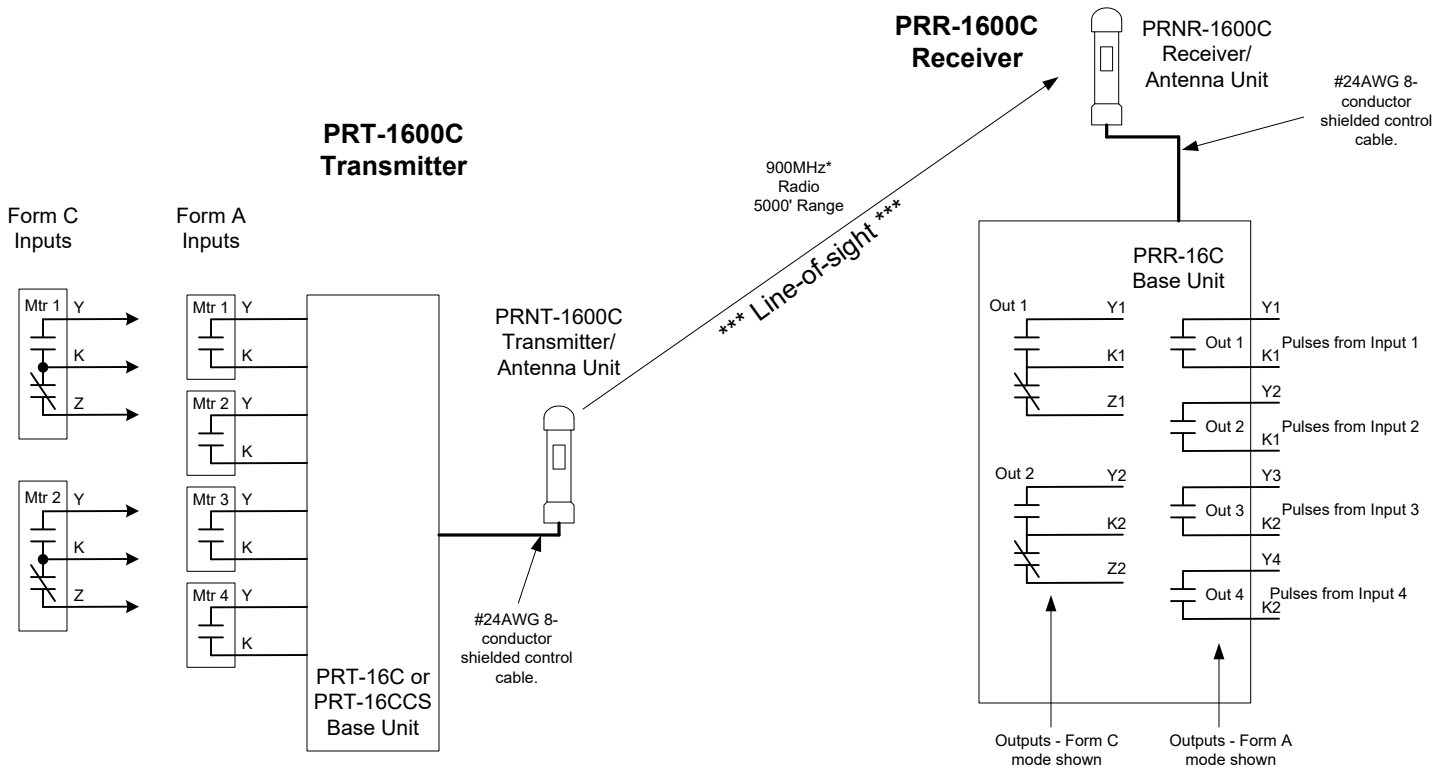 PRR-1600C
Receiver
PRNR-1600C
Receiver/
Antenna Unit
#24AWG 8-
conductor
shielded control
cable.
PRT-1600C
Transmitter
900MHz*
Radio
5000' Range
*** Line-of-sight ***
Form C
Inputs
Form A
Inputs
Mtr 1
Y
K
Z
Mtr 2
Y
K
Z
Mtr 1
Y
K
Mtr 2
Y
K
Mtr 3
Y
K
Mtr 4
Y
K
PRT-16C or
PRT-16CCS
Base Unit
PRNT-1600C
Transmitter/
Antenna Unit
#24AWG 8-
conductor
shielded control
cable.
PRR-16C
Base Unit
Out 1
Y1
K1
Z1
Out 2
Y2
K2
Z2
Y1
Out 1
K1
Pulses from Input 1
Y2
Out 2
K1
Pulses from Input 2
Y3
Out 3
K2
Pulses from Input 3
Y4
Out 4
K2
Pulses from Input 4
Outputs - Form C
mode shown
Outputs - Form A
mode shown